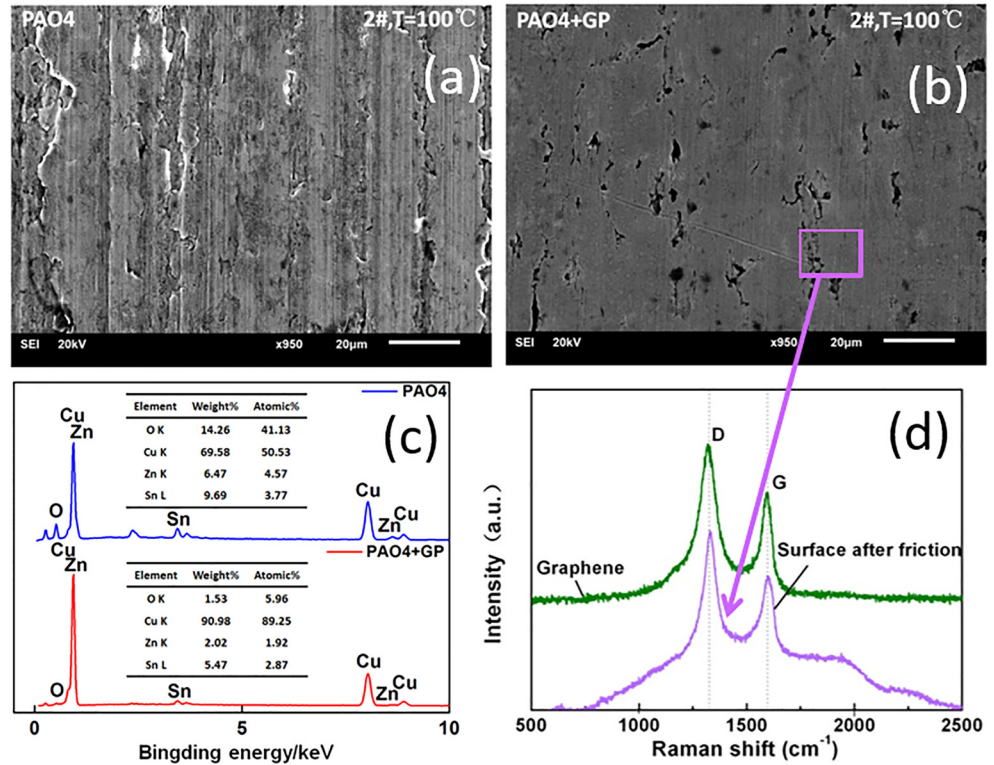 PAO4 2#,T=100℃
(a)
SEI 20kV x950 20µm
PAO4+GP 2#,T=100℃
(b)
SEI 20kV x950 20µm
(c)
PAO4
Element Weight% Atomic%
O K 14.26 41.13
Cu K 69.58 50.53
Zn K 6.47 4.57
Sn L 9.69 3.77
Cu
Zn
O
Sn
Cu
Zn
Cu
PAO4+GP
Element Weight% Atomic%
O K 1.53 5.96
Cu K 90.98 89.25
Zn K 2.02 1.92
Sn L 5.47 2.87
Cu
Zn
O
Sn
Cu
Zn
Cu
0 5 10
Bingding energy/keV
(d)
D
G
Graphene
Surface after friction
Intensity (a.u.)
500 1000 1500 2000 2500
Raman shift (cm⁻¹)